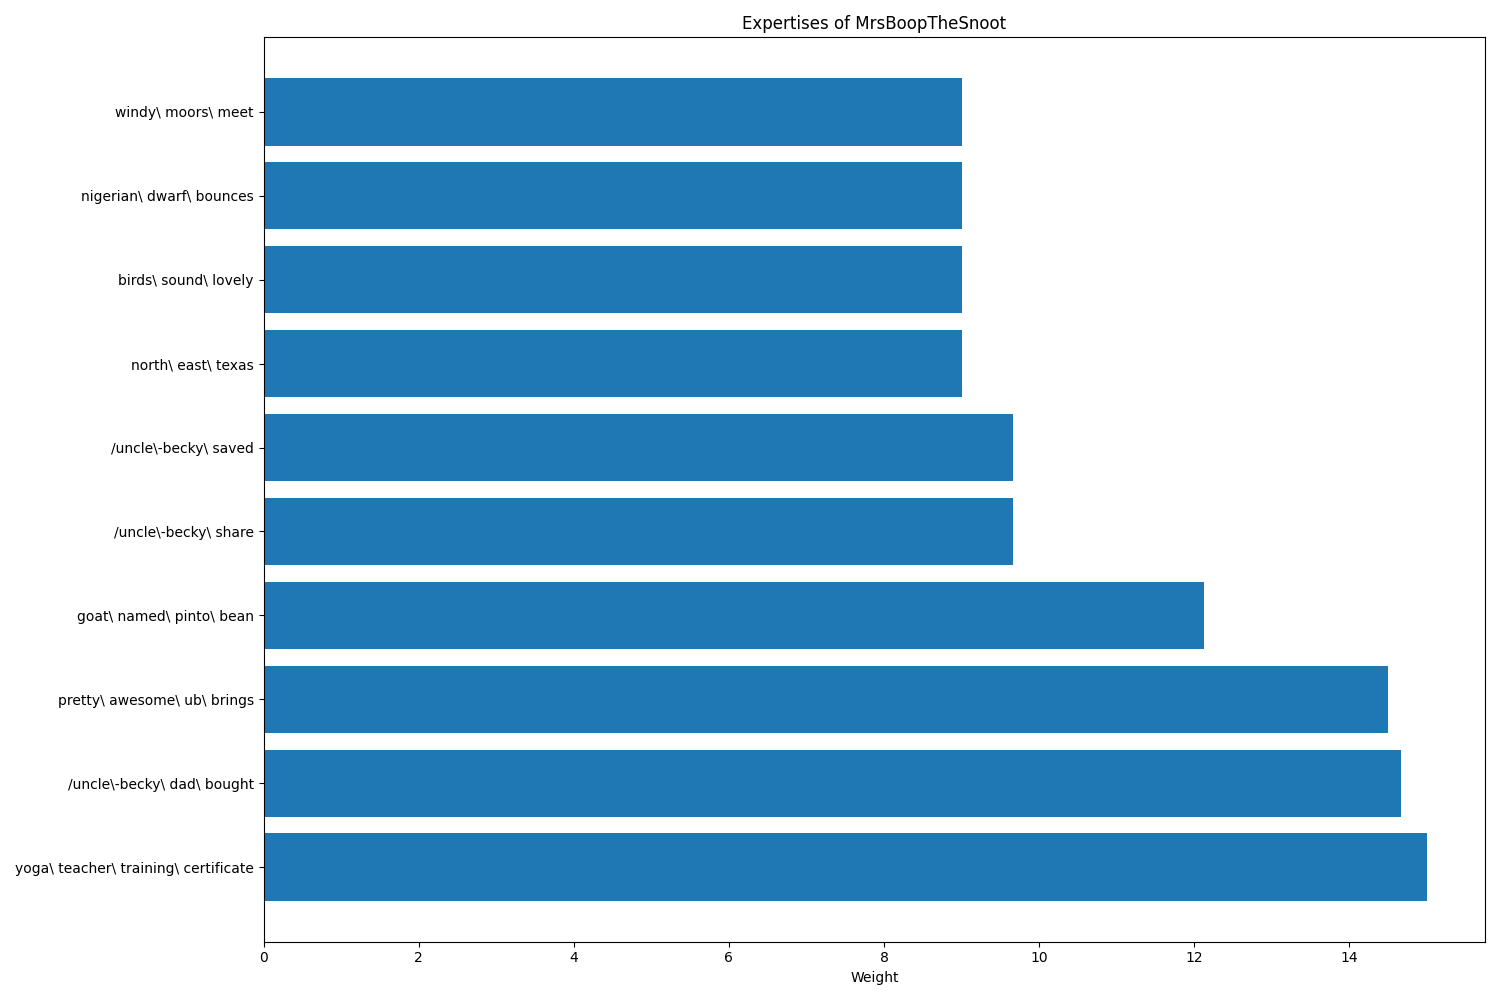 Expertises of MrsBoopTheSnoot
windy\ moors\ meet
nigerian\ dwarf\ bounces
birds\ sound\ lovely
north\ east\ texas
/uncle\-becky\ saved
/uncle\-becky\ share
goat\ named\ pinto\ bean
pretty\ awesome\ ub\ brings
/uncle\-becky\ dad\ bought
yoga\ teacher\ training\ certificate
0 2 4 6 8 10 12 14
Weight